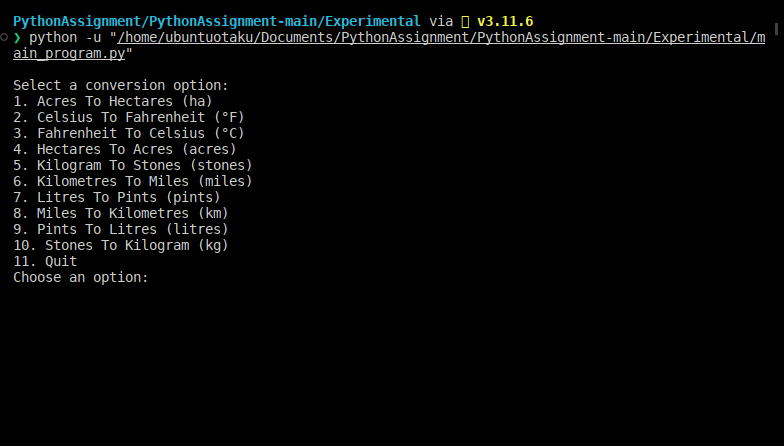 PythonAssignment/PythonAssignment-main/Experimental via v3.11.6
❯ python -u "/home/ubuntuotaku/Documents/PythonAssignment/PythonAssignment-main/Experimental/m
ain_program.py"
Select a conversion option:
1. Acres To Hectares (ha)
2. Celsius To Fahrenheit (°F)
3. Fahrenheit To Celsius (°C)
4. Hectares To Acres (acres)
5. Kilogram To Stones (stones)
6. Kilometres To Miles (miles)
7. Litres To Pints (pints)
8. Miles To Kilometres (km)
9. Pints To Litres (litres)
10. Stones To Kilogram (kg)
11. Quit
Choose an option: